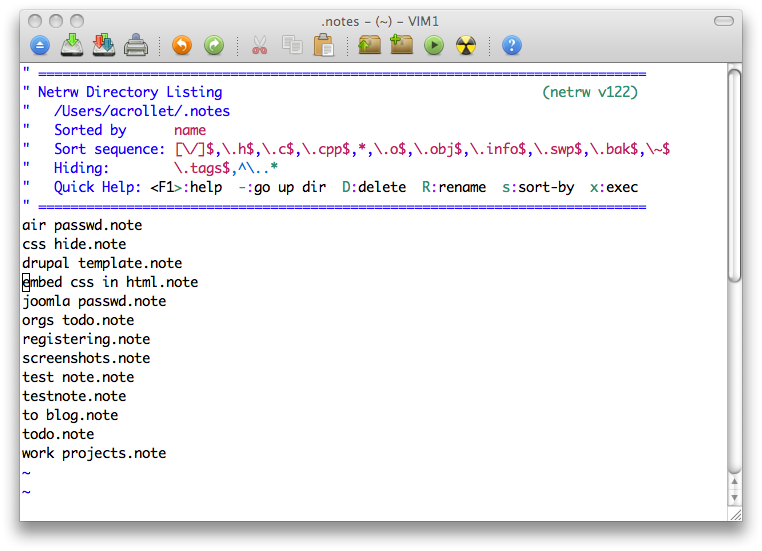 .notes – (~) – VIM1
" ============================================================================
" Netrw Directory Listing                                        (netrw v122)
"   /Users/acrollet/.notes
"   Sorted by      name
"   Sort sequence: [\/]$,\.h$,\.c$,\.cpp$,*,\.o$,\.obj$,\.info$,\.swp$,\.bak$,\~$
"   Hiding:        \.tags$,^\..*
"   Quick Help: <F1>:help  -:go up dir  D:delete  R:rename  s:sort-by  x:exec
" ============================================================================
air passwd.note
css hide.note
drupal template.note
embed css in html.note
joomla passwd.note
orgs todo.note
registering.note
screenshots.note
test note.note
testnote.note
to blog.note
todo.note
work projects.note
~
~